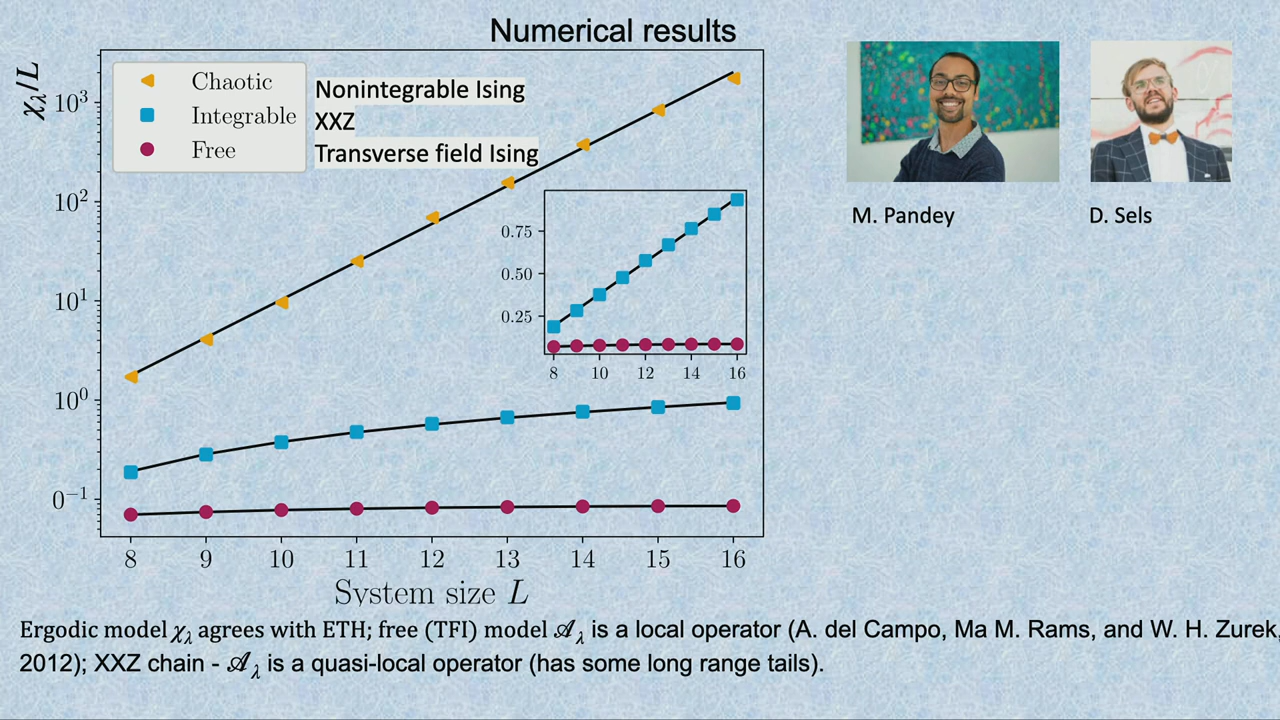 Numerical results
χλ/L
Chaotic
Integrable
Free
Nonintegrable Ising
XXZ
Transverse field Ising
10³
10²
10¹
10⁰
0⁻¹
8 9 10 11 12 13 14 15 16
System size L
0.75
0.50
0.25
8 10 12 14 16
M. Pandey
D. Sels
Ergodic model χλ agrees with ETH; free (TFI) model 𝒜λ is a local operator (A. del Campo, Ma M. Rams, and W. H. Zurek,
2012); XXZ chain - 𝒜λ is a quasi-local operator (has some long range tails).